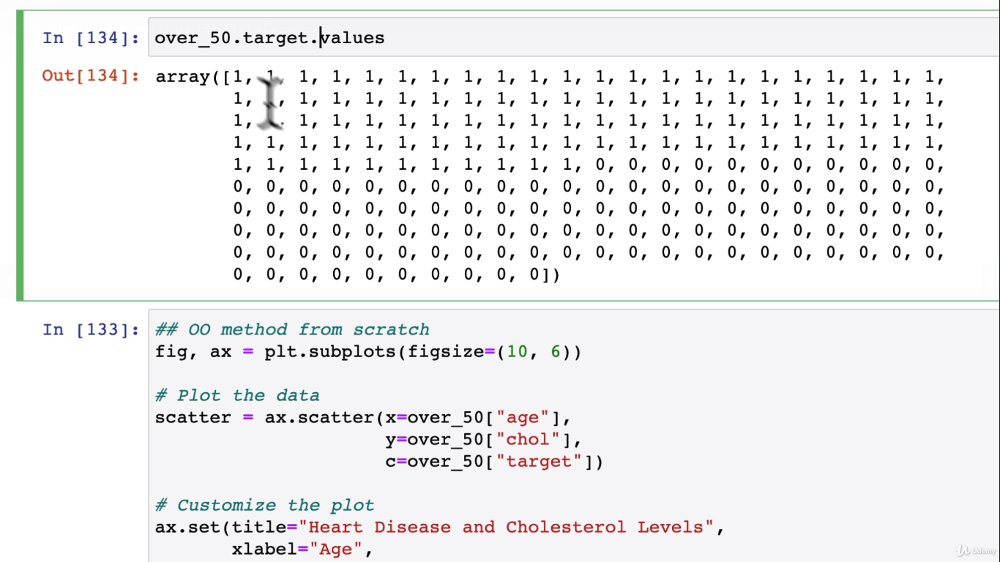 In [134]: over_50.target.values
Out[134]: array([1, 1, 1, 1, 1, 1, 1, 1, 1, 1, 1, 1, 1, 1, 1, 1, 1, 1, 1, 1, 1, 1,
1, 1, 1, 1, 1, 1, 1, 1, 1, 1, 1, 1, 1, 1, 1, 1, 1, 1, 1, 1, 1, 1,
1, 1, 1, 1, 1, 1, 1, 1, 1, 1, 1, 1, 1, 1, 1, 1, 1, 1, 1, 1, 1, 1,
1, 1, 1, 1, 1, 1, 1, 1, 1, 1, 1, 1, 1, 1, 1, 1, 1, 1, 1, 1, 1, 1,
1, 1, 1, 1, 1, 1, 1, 1, 1, 1, 1, 0, 0, 0, 0, 0, 0, 0, 0, 0, 0, 0,
0, 0, 0, 0, 0, 0, 0, 0, 0, 0, 0, 0, 0, 0, 0, 0, 0, 0, 0, 0, 0, 0,
0, 0, 0, 0, 0, 0, 0, 0, 0, 0, 0, 0, 0, 0, 0, 0, 0, 0, 0, 0, 0, 0,
0, 0, 0, 0, 0, 0, 0, 0, 0, 0, 0, 0, 0, 0, 0, 0, 0, 0, 0, 0, 0, 0,
0, 0, 0, 0, 0, 0, 0, 0, 0, 0, 0, 0, 0, 0, 0, 0, 0, 0, 0, 0, 0, 0,
0, 0, 0, 0, 0, 0, 0, 0, 0, 0])
In [133]: ## OO method from scratch
fig, ax = plt.subplots(figsize=(10, 6))
# Plot the data
scatter = ax.scatter(x=over_50["age"],
y=over_50["chol"],
c=over_50["target"])
# Customize the plot
ax.set(title="Heart Disease and Cholesterol Levels",
xlabel="Age",
Udemy